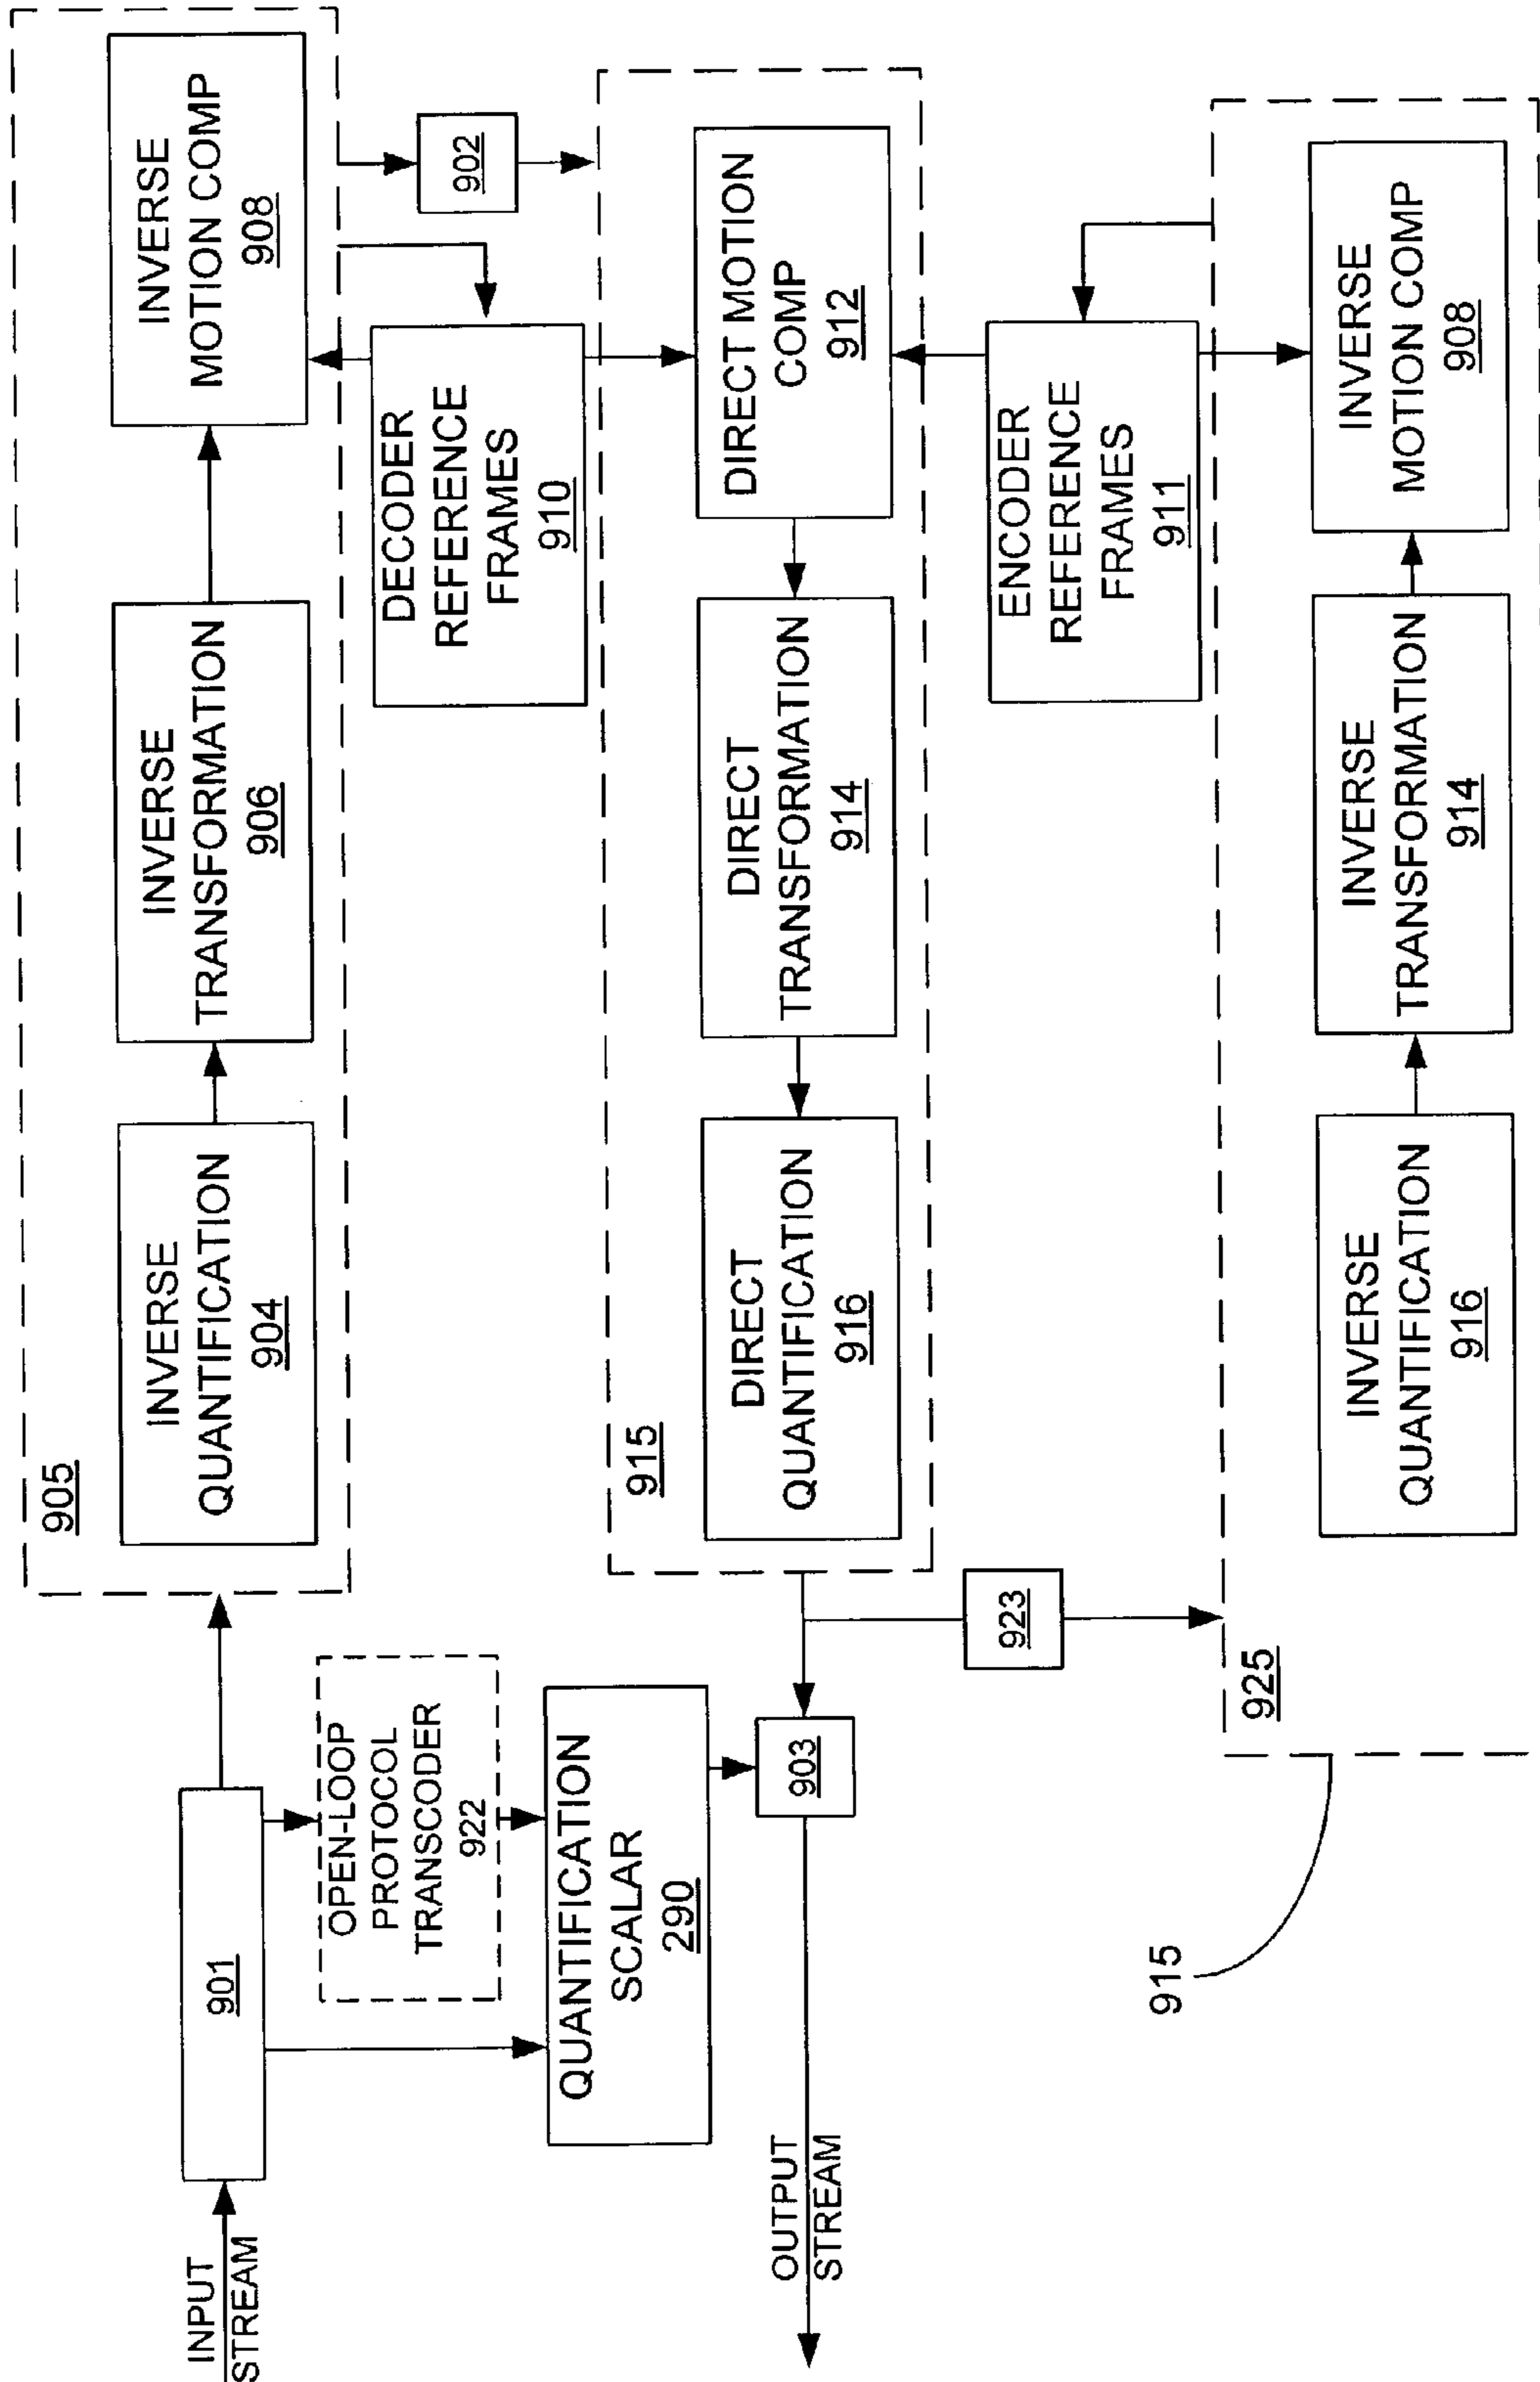 INPUT
STREAM
901
905
INVERSE
QUANTIFICATION
904
INVERSE
TRANSFORMATION
906
INVERSE
MOTION COMP
908
902
OPEN-LOOP
PROTOCOL
TRANSCODER
922
DECODER
REFERENCE
FRAMES
910
QUANTIFICATION
SCALAR
290
915
DIRECT
QUANTIFICATION
916
DIRECT
TRANSFORMATION
914
DIRECT MOTION
COMP
912
OUTPUT
STREAM
903
923
ENCODER
REFERENCE
FRAMES
911
915
925
INVERSE
QUANTIFICATION
916
INVERSE
TRANSFORMATION
914
INVERSE
MOTION COMP
908